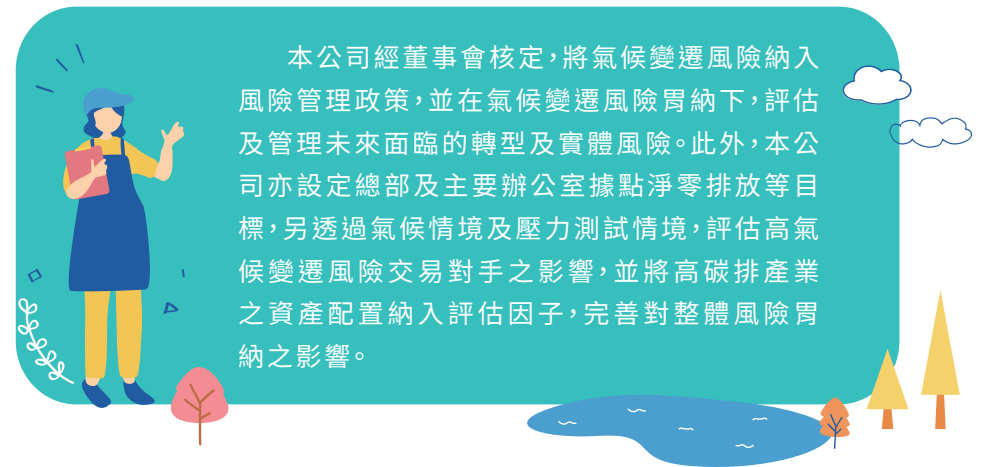 本公司經董事會核定，將氣候變遷風險納入
風險管理政策，並在氣候變遷風險胃納下，評估
及管理未來面臨的轉型及實體風險。此外，本公
司亦設定總部及主要辦公室據點淨零排放等目
標，另透過氣候情境及壓力測試情境，評估高氣
候變遷風險交易對手之影響，並將高碳排產業
之資產配置納入評估因子，完善對整體風險胃
納之影響。